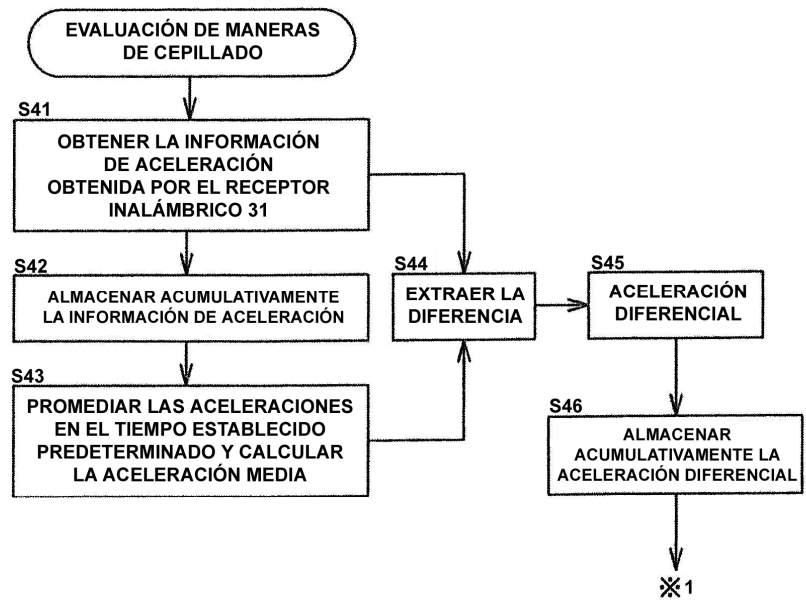 EVALUACIÓN DE MANERAS
DE CEPILLADO
S41
OBTENER LA INFORMACIÓN
DE ACELERACIÓN
OBTENIDA POR EL RECEPTOR
INALÁMBRICO 31
S42
ALMACENAR ACUMULATIVAMENTE
LA INFORMACIÓN DE ACELERACIÓN
S43
PROMEDIAR LAS ACELERACIONES
EN EL TIEMPO ESTABLECIDO
PREDETERMINADO Y CALCULAR
LA ACELERACIÓN MEDIA
S44
EXTRAER LA
DIFERENCIA
S45
ACELERACIÓN
DIFERENCIAL
S46
ALMACENAR
ACUMULATIVAMENTE LA
ACELERACIÓN DIFERENCIAL
※1